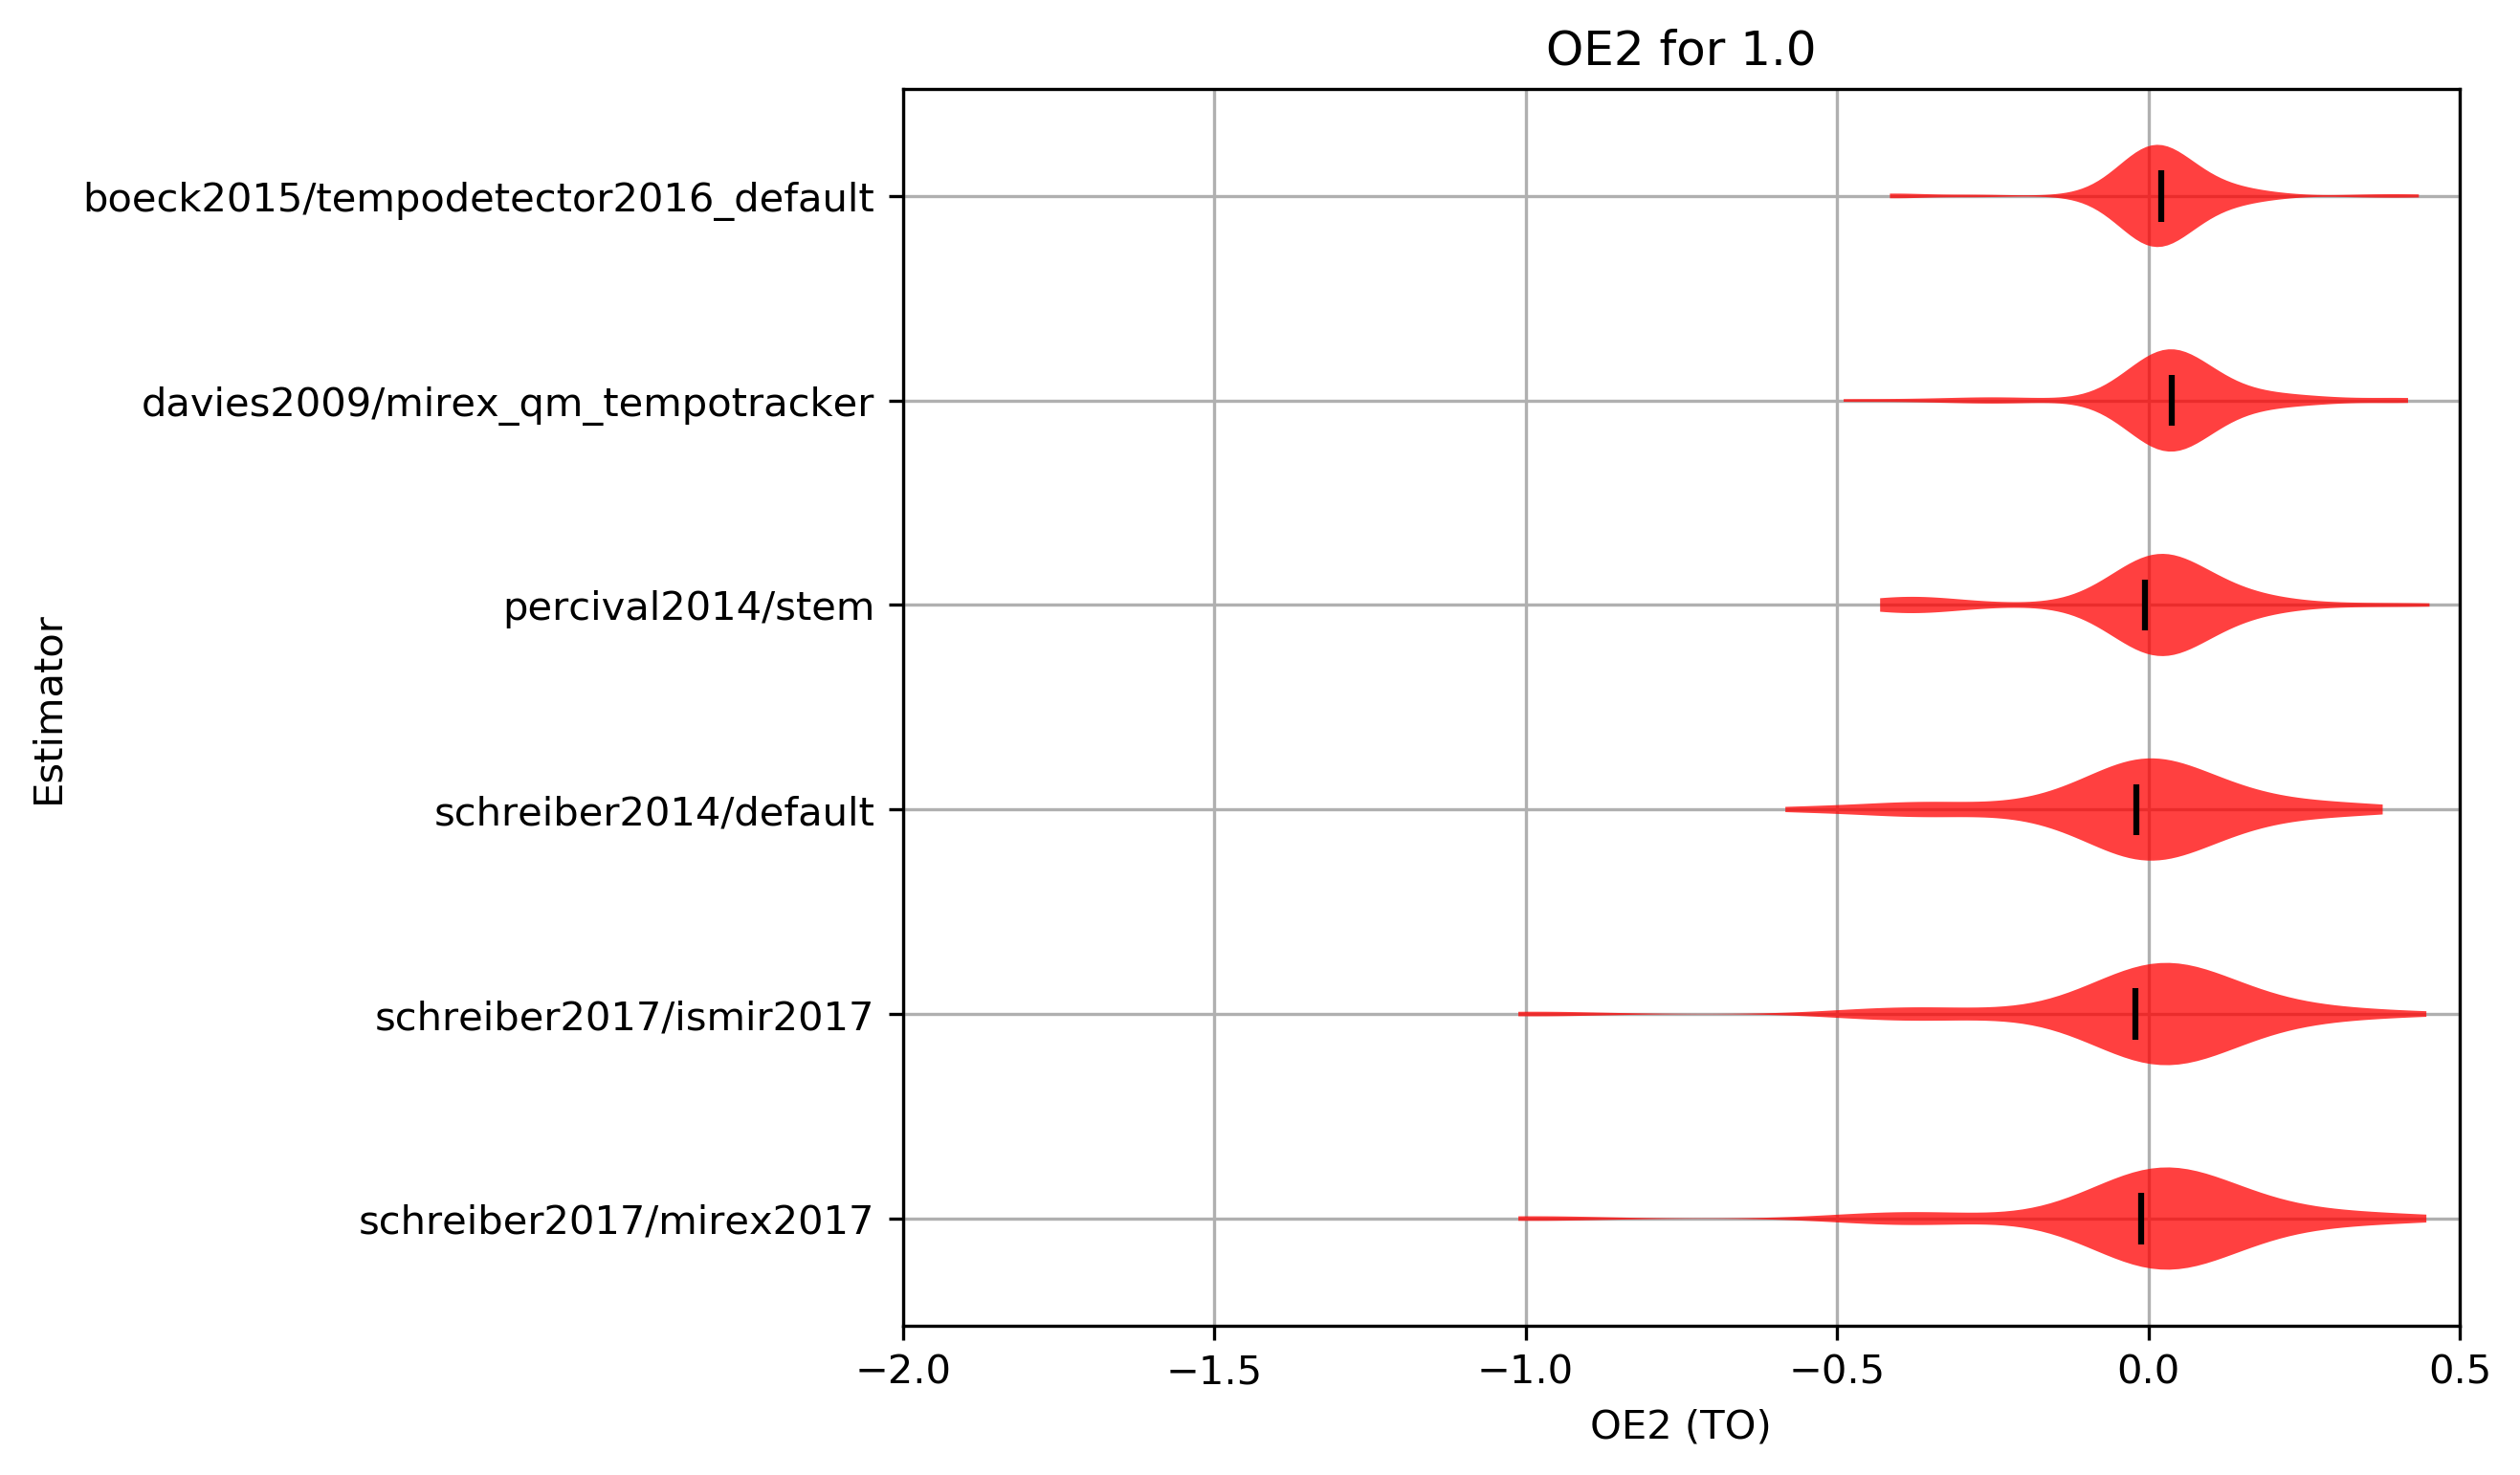 OE2 for 1.0
boeck2015/tempodetector2016_default
davies2009/mirex_qm_tempotracker
percival2014/stem
schreiber2014/default
schreiber2017/ismir2017
schreiber2017/mirex2017
Estimator
−2.0 −1.5 −1.0 −0.5 0.0 0.5
OE2 (TO)